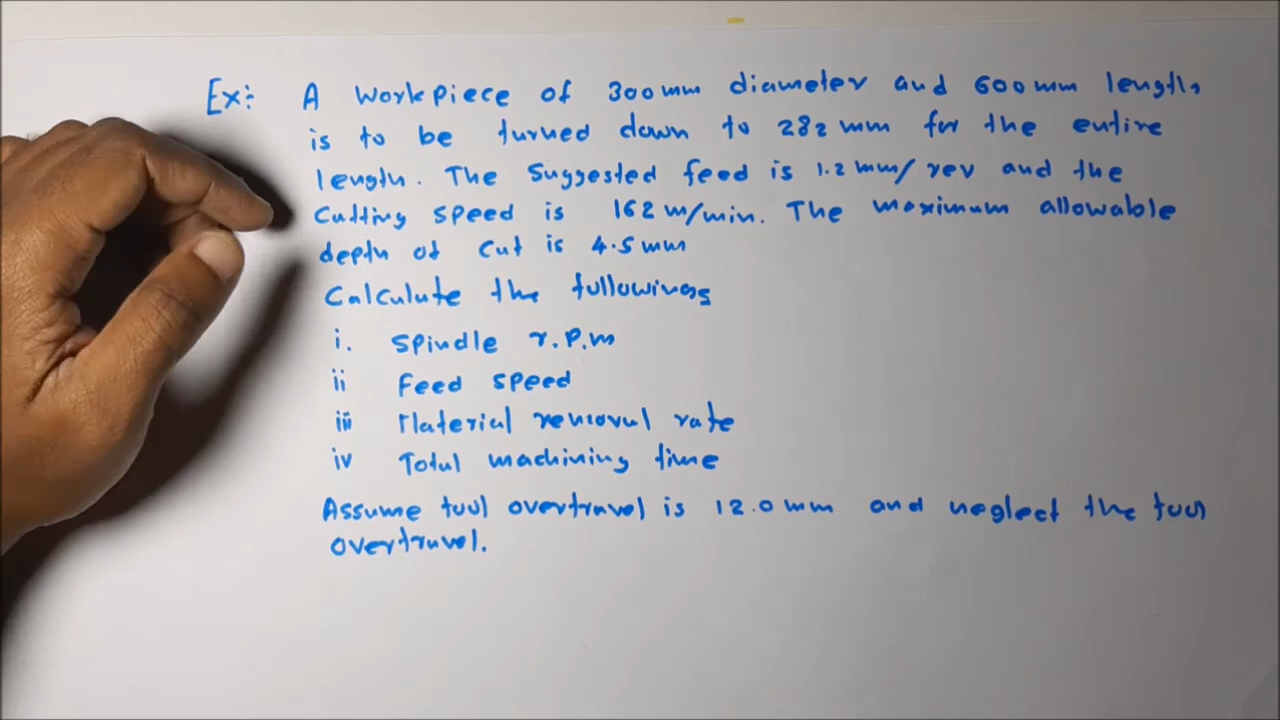 Ex:- A workpiece of 300mm diameter and 600mm length
is to be turned down to 282mm for the entire
length. The suggested feed is 1.2mm/rev and the
cutting speed is 162m/min. The maximum allowable
depth of cut is 4.5mm
Calculate the followings
i. Spindle r.p.m
ii Feed speed
iii Material removal rate
iv Total machining time
Assume tool overtravel is 12.0mm and neglect the tool
overtravel.